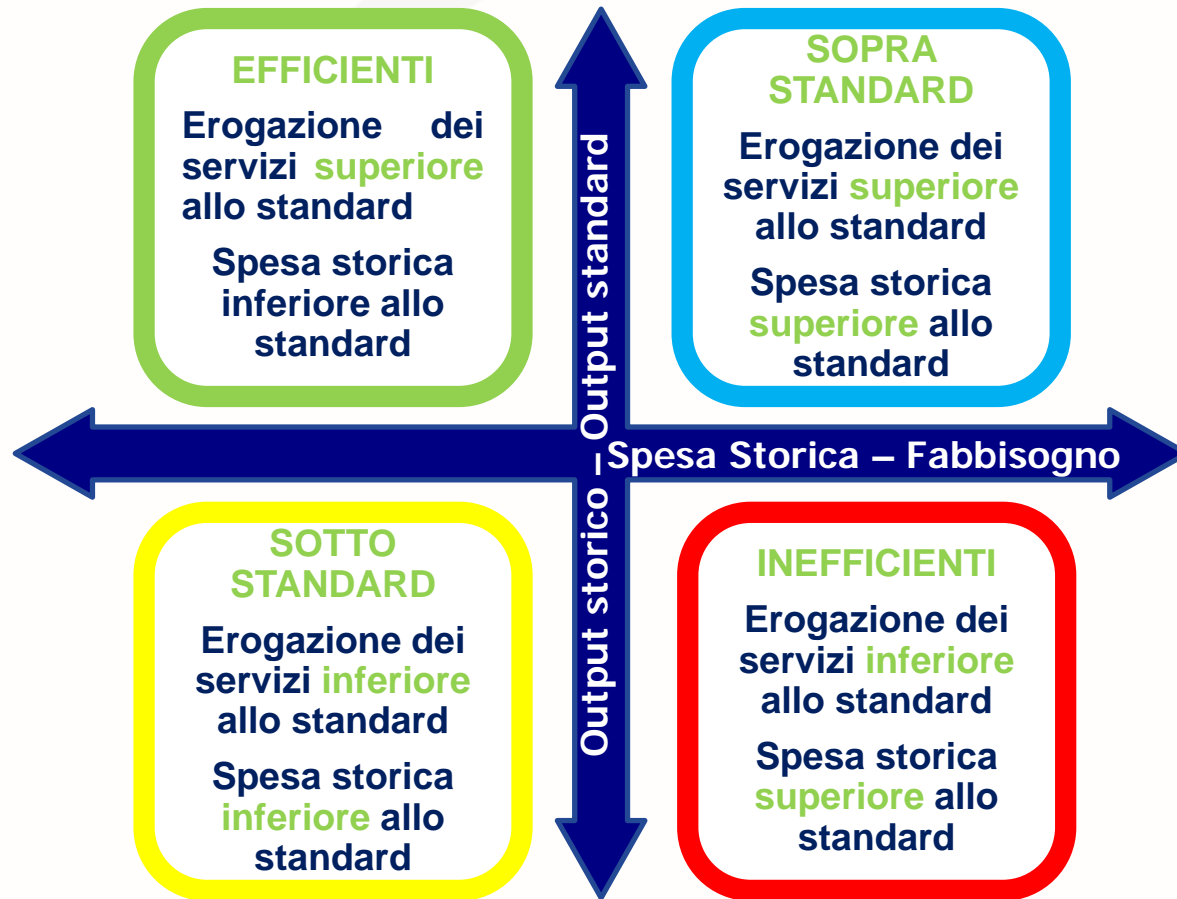 EFFICIENTI
Erogazione dei
servizi superiore
allo standard
Spesa storica
inferiore allo
standard
SOPRA
STANDARD
Erogazione dei
servizi superiore
allo standard
Spesa storica
superiore allo
standard
Output storico – Output standard
Spesa Storica – Fabbisogno
SOTTO
STANDARD
Erogazione dei
servizi inferiore
allo standard
Spesa storica
inferiore allo
standard
INEFFICIENTI
Erogazione dei
servizi inferiore
allo standard
Spesa storica
superiore allo
standard